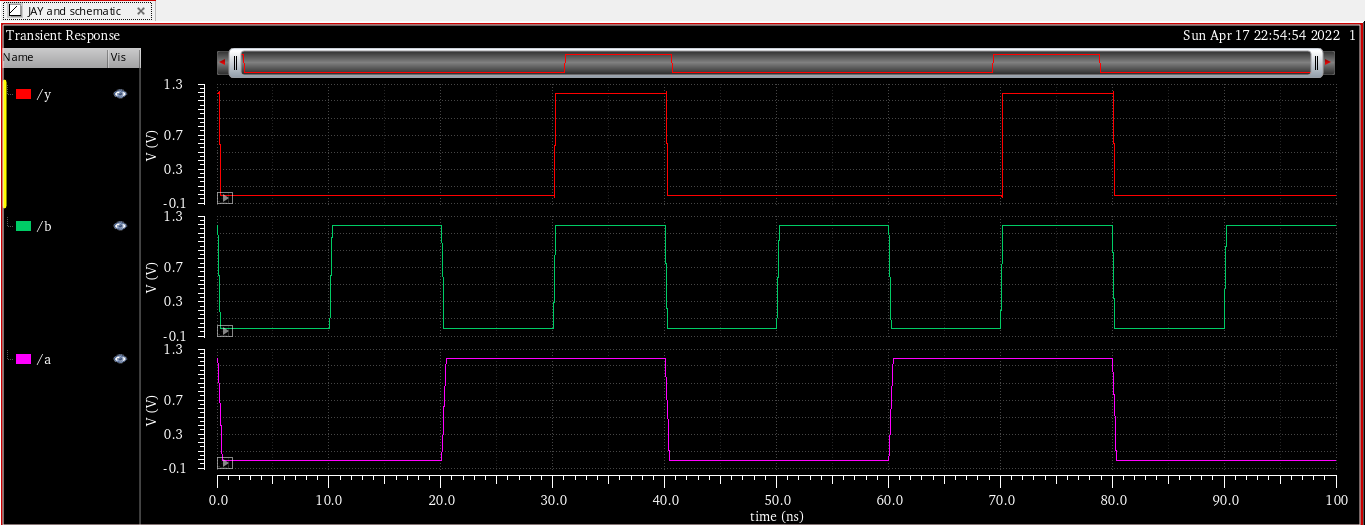 JAY and schematic
Transient Response Sun Apr 17 22:54:54 2022 1
Name Vis
/y
V (V)
1.3
0.7
0.3
-0.1
/b
V (V)
1.3
0.7
0.3
-0.1
/a
V (V)
1.3
0.7
0.3
-0.1
0.0 10.0 20.0 30.0 40.0 50.0 60.0 70.0 80.0 90.0 100
time (ns)